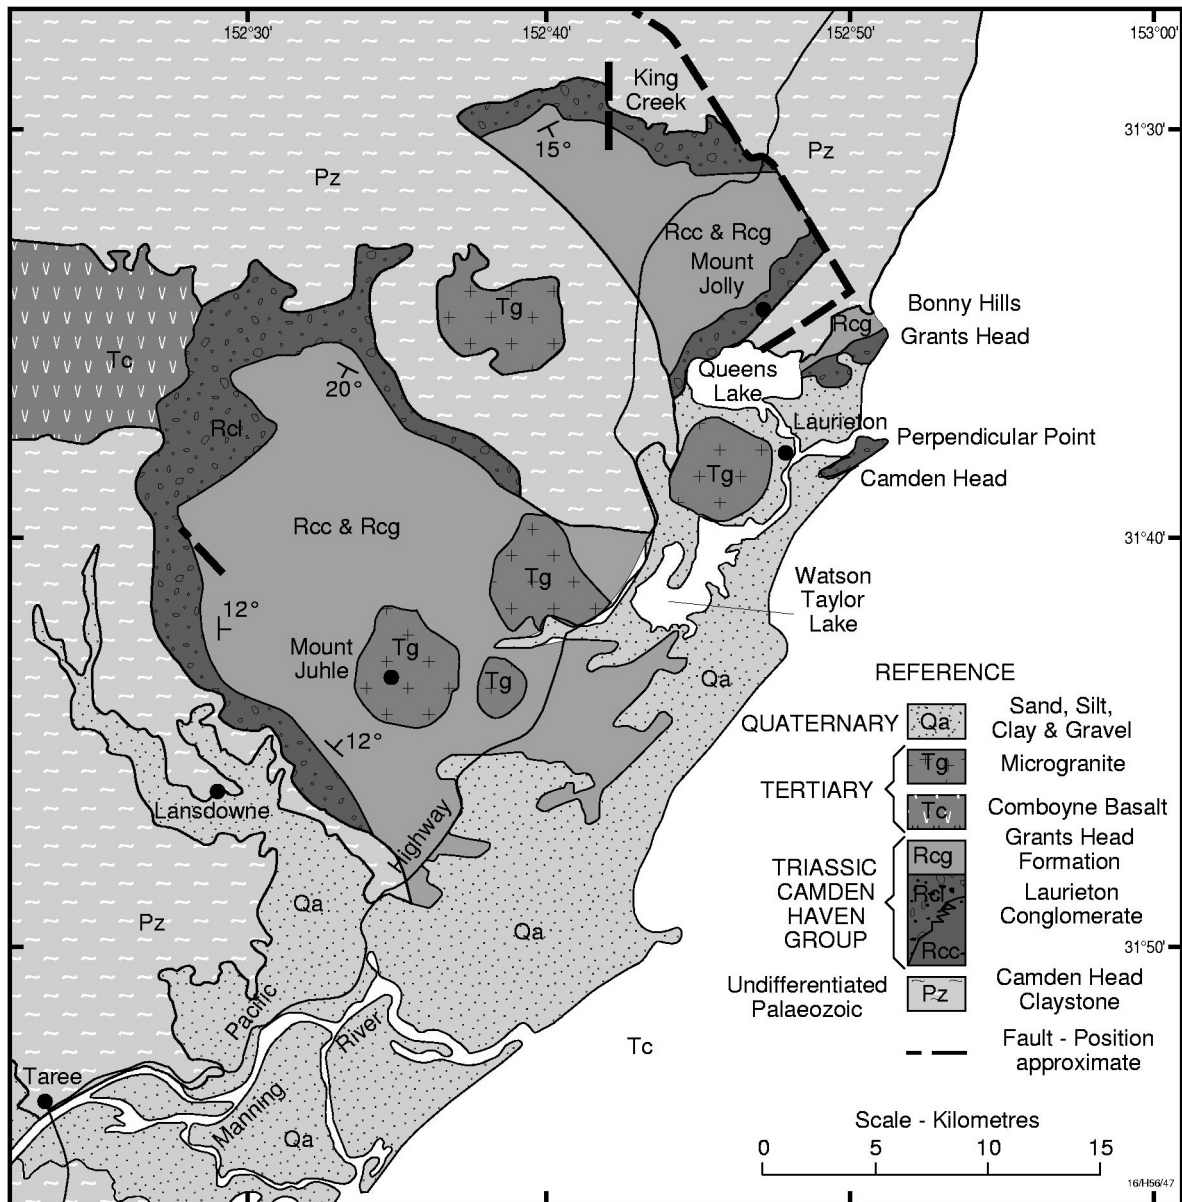 152°30'
152°40'
152°50'
153°00'
King
Creek
31°30'
15°
Pz
Pz
Rcc & Rcg
Mount
Jolly
Tg
Bonny Hills
Rcg
Grants Head
Tc
20°
Queens
Lake
Rcl
Laurieton
Perpendicular Point
Tg
Camden Head
Rcc & Rcg
31°40'
Tg
Watson
Taylor
Lake
12°
Mount
Juhle
Tg
Tg
Qa
12°
Lansdowne
Highway
Qa
Pz
Qa
31°50'
Pacific
River
Tc
Taree
Manning
Qa
REFERENCE
QUATERNARY
Qa
Sand, Silt,
Clay & Gravel
TERTIARY
Tg
Microgranite
Tc
Comboyne Basalt
TRIASSIC
CAMDEN
HAVEN
GROUP
Rcg
Grants Head
Formation
Rcl
Laurieton
Conglomerate
Rcc
Undifferentiated
Palaeozoic
Pz
Camden Head
Claystone
Fault - Position
approximate
Scale - Kilometres
0 5 10 15
16/H56/47